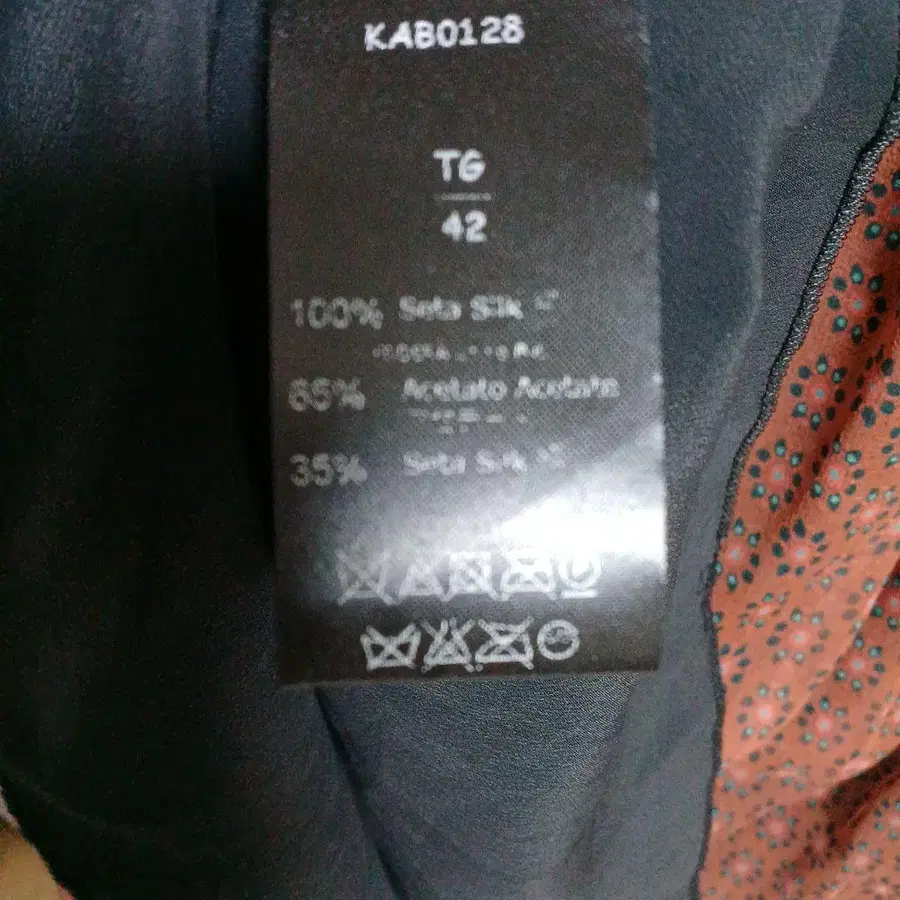 KAB0128
TG
42
100% Seta Silk
65% Acetato Acetate
35% Seta Silk